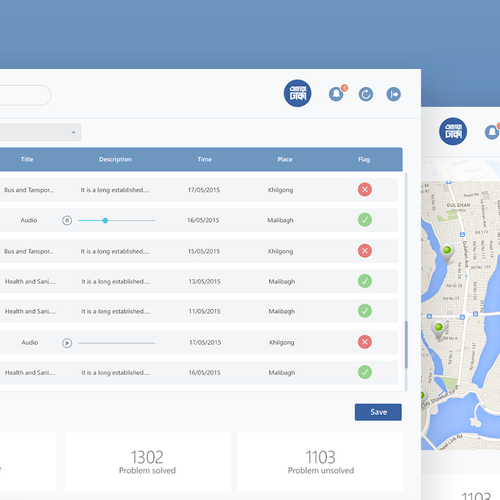 আমার
ঢাকা
3
Title Description Time Place Flag
Bus and Tanspor... It is a long established.... 17/05/2015 Khilgong
Audio 16/05/2015 Malibagh
Bus and Tanspor... It is a long established.... 15/05/2015 Khilgong
Health and Sani.... It is a long established.... 13/05/2015 Malibagh
Health and Sani.... It is a long established.... 11/05/2015 Malibagh
Audio 17/05/2015 Khilgong
Health and Sani.... It is a long established.... 16/05/2015 Malibagh
Save
1302
Problem solved
1103
Problem unsolved
ঢাকা
GULSHAN
Gulshan Ave
1103